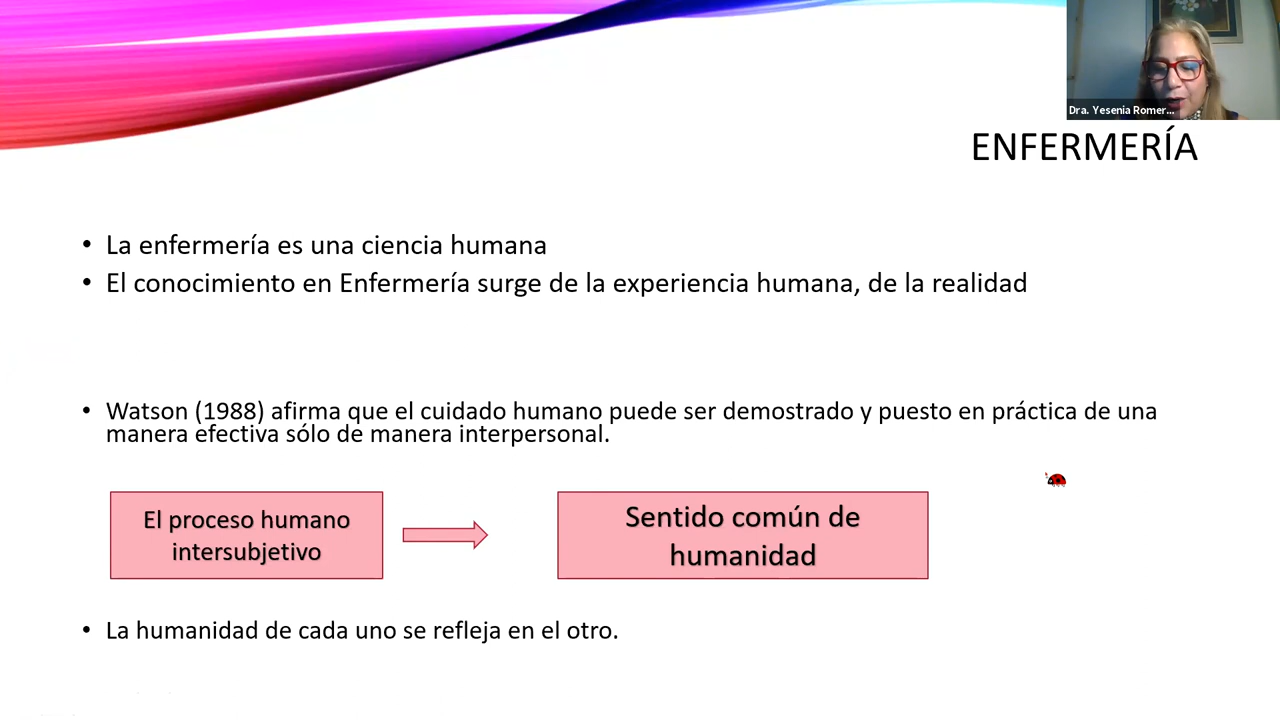 Dra. Yesenia Romer...
ENFERMERÍA
• La enfermería es una ciencia humana
• El conocimiento en Enfermería surge de la experiencia humana, de la realidad
• Watson (1988) afirma que el cuidado humano puede ser demostrado y puesto en práctica de una
manera efectiva sólo de manera interpersonal.
El proceso humano
intersubjetivo
Sentido común de
humanidad
• La humanidad de cada uno se refleja en el otro.